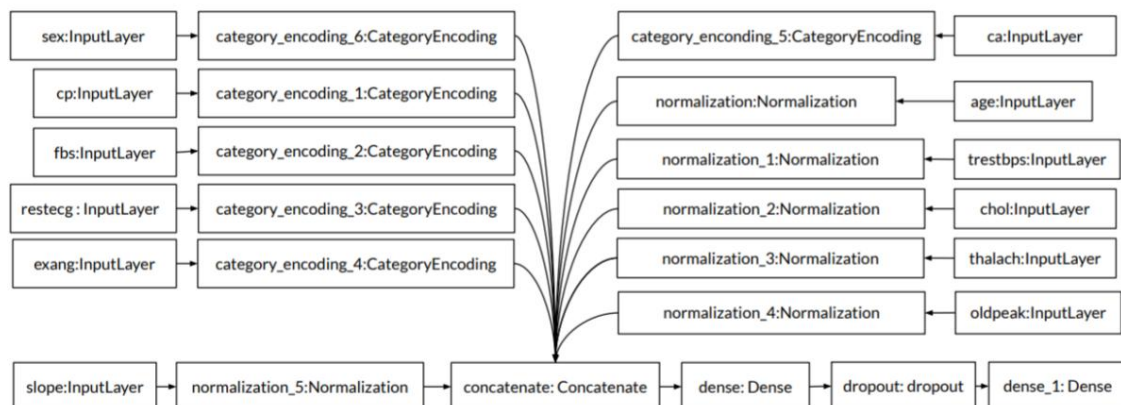 sex:InputLayer
category_encoding_6:CategoryEncoding
category_enconding_5:CategoryEncoding
ca:InputLayer
cp:InputLayer
category_encoding_1:CategoryEncoding
normalization:Normalization
age:InputLayer
fbs:InputLayer
category_encoding_2:CategoryEncoding
normalization_1:Normalization
trestbps:InputLayer
restecg : InputLayer
category_encoding_3:CategoryEncoding
normalization_2:Normalization
chol:InputLayer
exang:InputLayer
category_encoding_4:CategoryEncoding
normalization_3:Normalization
thalach:InputLayer
normalization_4:Normalization
oldpeak:InputLayer
slope:InputLayer
normalization_5:Normalization
concatenate: Concatenate
dense: Dense
dropout: dropout
dense_1: Dense